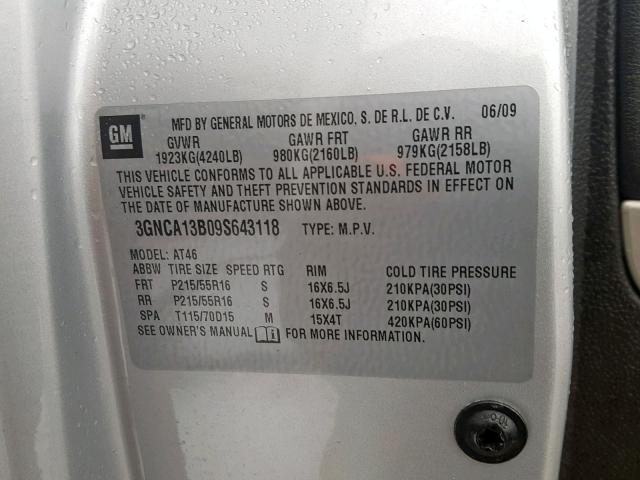 GM
MFD BY GENERAL MOTORS DE MEXICO, S. DE R.L. DE C.V. 06/09
GVWR GAWR FRT GAWR RR
1923KG(4240LB) 980KG(2160LB) 979KG(2158LB)
THIS VEHICLE CONFORMS TO ALL APPLICABLE U.S. FEDERAL MOTOR
VEHICLE SAFETY AND THEFT PREVENTION STANDARDS IN EFFECT ON
THE DATE OF MANUFACTURE SHOWN ABOVE.
3GNCA13B09S643118 TYPE: M.P.V.
MODEL: AT46
ABBW TIRE SIZE SPEED RTG RIM COLD TIRE PRESSURE
FRT P215/55R16 S 16X6.5J 210KPA(30PSI)
RR P215/55R16 S 16X6.5J 210KPA(30PSI)
SPA T115/70D15 M 15X4T 420KPA(60PSI)
SEE OWNER'S MANUAL FOR MORE INFORMATION.